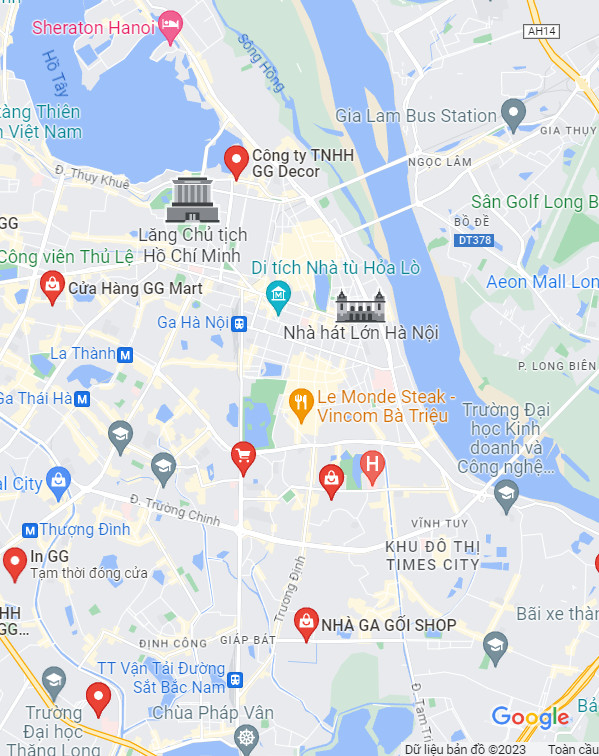 Sheraton Hanoi
AH14
Sông Hồng
Hồ Tây
àng Thiên
n Việt Nam
Gia Lam Bus Station
GIA THỤY
Công ty TNHH
GG Decor
NGỌC LÂM
Đ. Thụy Khuê
Sân Golf Long B
BỒ ĐỀ
GG
Lăng Chủ tịch
Hồ Chí Minh
DT378
Công viên Thủ Lệ
Di tích Nhà tù Hỏa Lò
Aeon Mall Lon
Cửa Hàng GG Mart
Ga Hà Nội
Nhà hát Lớn Hà Nội
La Thành
P. LONG BIÊN
Ga Thái Hà
Le Monde Steak -
Vincom Bà Triệu
Trường Đại
học Kinh
doanh và
Công nghệ...
H
al City
Đ. Trường Chinh
Thượng Đình
VĨNH TUY
KHU ĐÔ THỊ
TIMES CITY
In GG
Tạm thời đóng cửa
Trương Định
HH
GG...
NHÀ GA GỐI SHOP
Bãi xe thàn
ĐỊNH CÔNG
GIÁP BÁT
TT Vận Tải Đường
Sắt Bắc Nam
Đ. Tam Tri
Trường
Đại học
Thăng Long
Chùa Pháp Vân
Bả
Google
Dữ liệu bản đồ ©2023
Toàn cầu